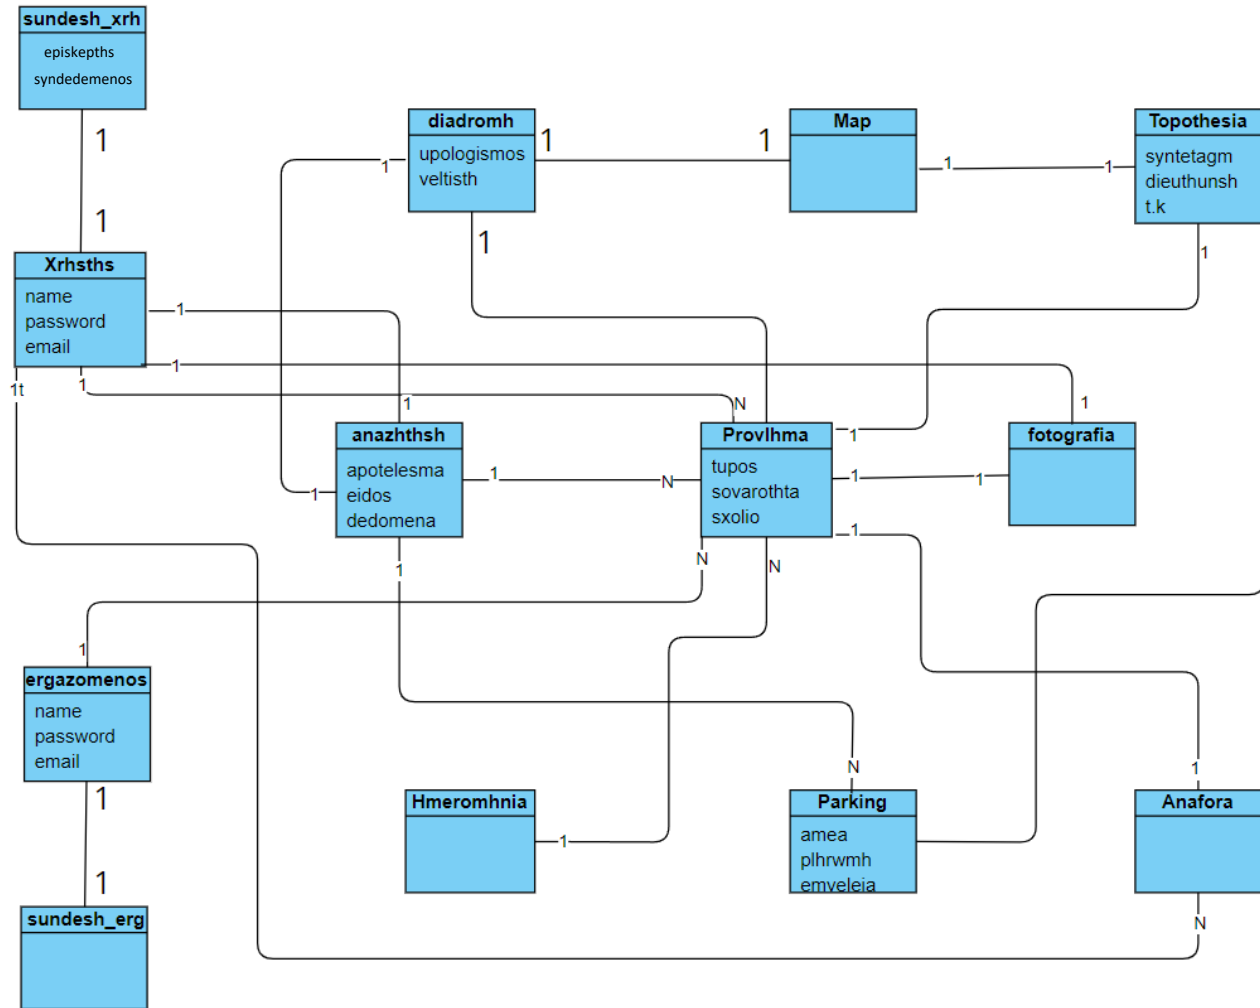 sundesh_xrh
episkepths
syndedemenos
1
1
diadromh
upologismos
veltisth
1
1
1
1
Map
1
1
Topothesia
syntetagm
dieuthunsh
t.k
1
Xrhsths
name
password
email
1
1
1
1t
1
N
1
anazhthsh
apotelesma
eidos
dedomena
1
1
N
1
Provlhma
tupos
sovarothta
sxolio
1
1
1
1
N
N
fotografia
1
1
ergazomenos
name
password
email
1
1
sundesh_erg
Hmeromhnia
1
N
Parking
amea
plhrwmh
emveleia
1
Anafora
N